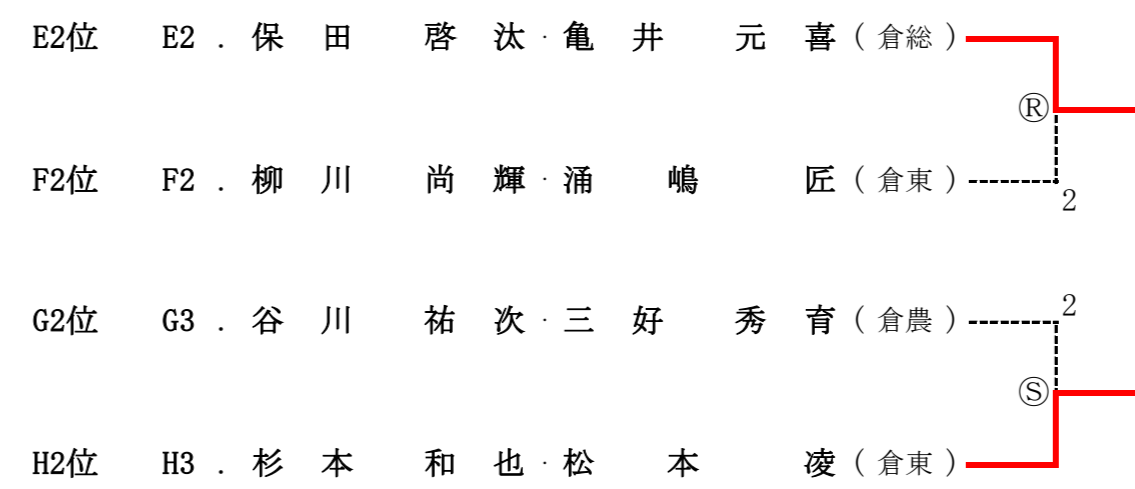 E2位 E2 . 保 田 啓 汰 · 亀 井 元 喜 ( 倉総 )
Ⓡ
F2位 F2 . 柳 川 尚 輝 · 涌 嶋 匠 ( 倉東 )
2
G2位 G3 . 谷 川 祐 次 · 三 好 秀 育 ( 倉農 )
2
Ⓢ
H2位 H3 . 杉 本 和 也 · 松 本 凌 ( 倉東 )